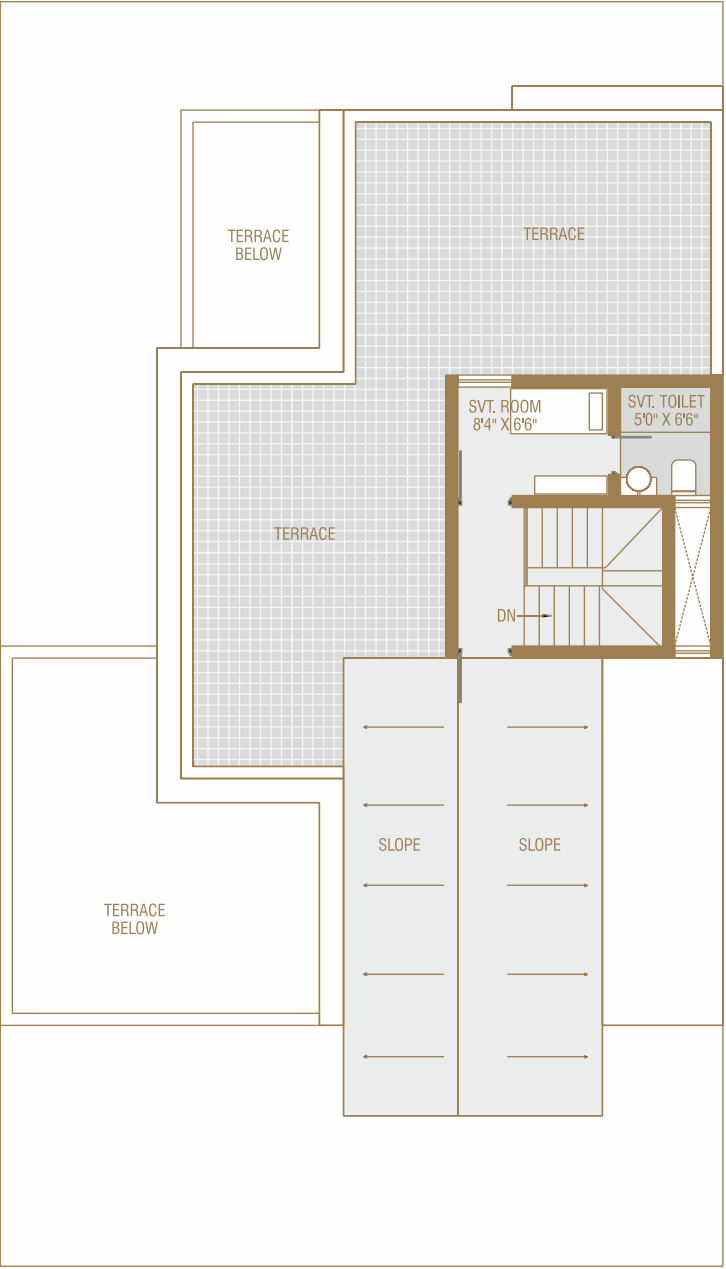 TERRACE
BELOW
TERRACE
SVT. ROOM
8'4" X 6'6"
SVT. TOILET
5'0" X 6'6"
TERRACE
DN
SLOPE
SLOPE
TERRACE
BELOW